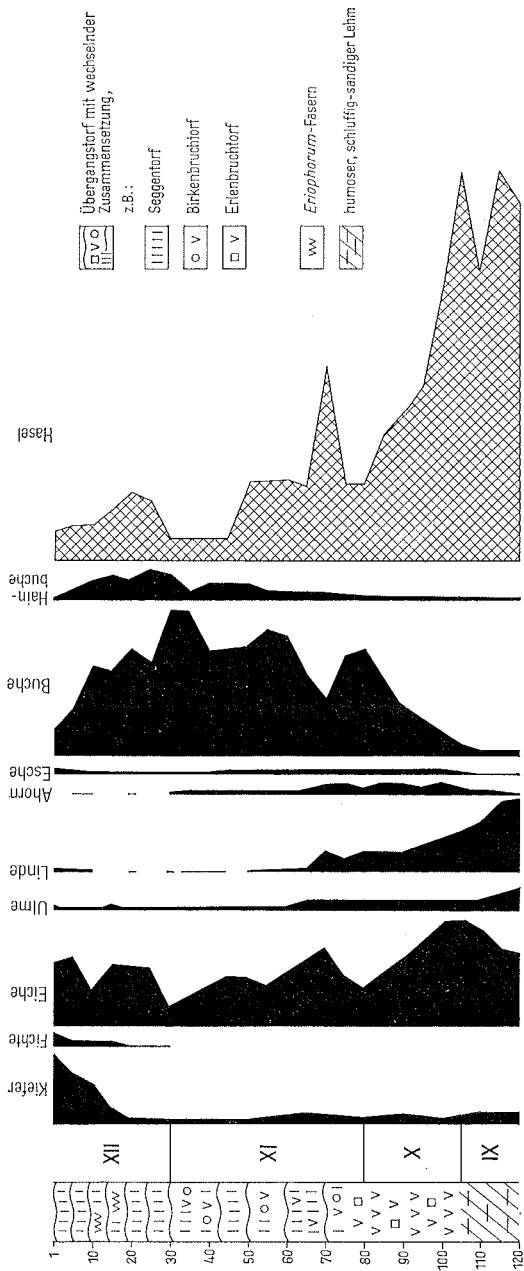 Kiefer
Fichte
Eiche
Ulme
Linde
Ahorn
Esche
Buche
Hain-
buche
Hasel
1
10
20
30
40
50
60
70
80
90
100
110
120
XII
XI
X
IX
Übergangstorf mit wechselnder
Zusammensetzung,
z.B.:
Seggentorf
Birkenbruchtorf
Erlenbruchtorf
Eriophorum-Fasern
humoser, schluffig-sandiger Lehm